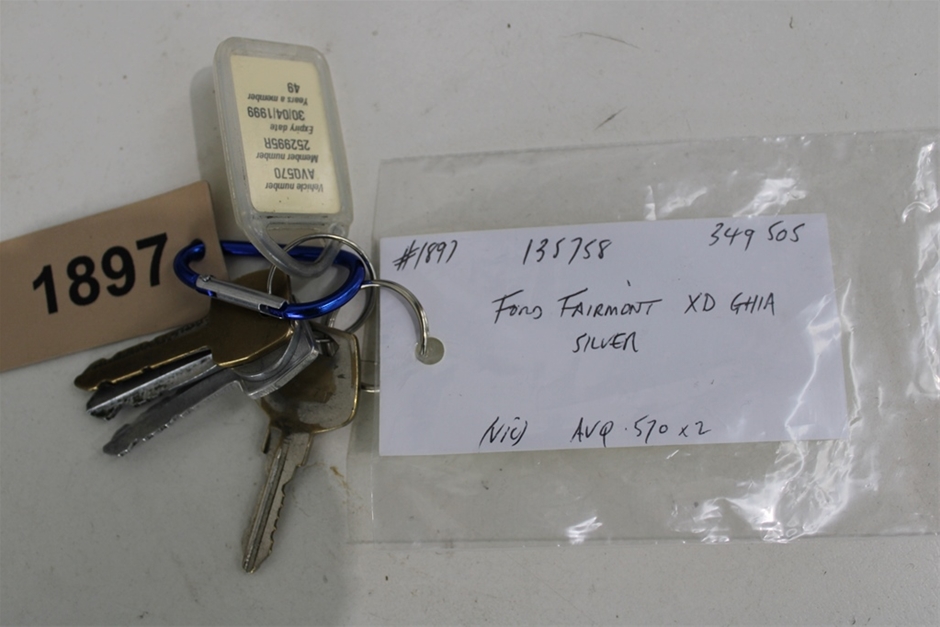 Vehicle number
AVQ570
Member number
252995R
Expiry date
30/04/1999
Years a member
49
1897
#1897 135758 349 505
FORD FAIRMONT XD GHIA
SILVER
(VIC) AVQ·570 x2